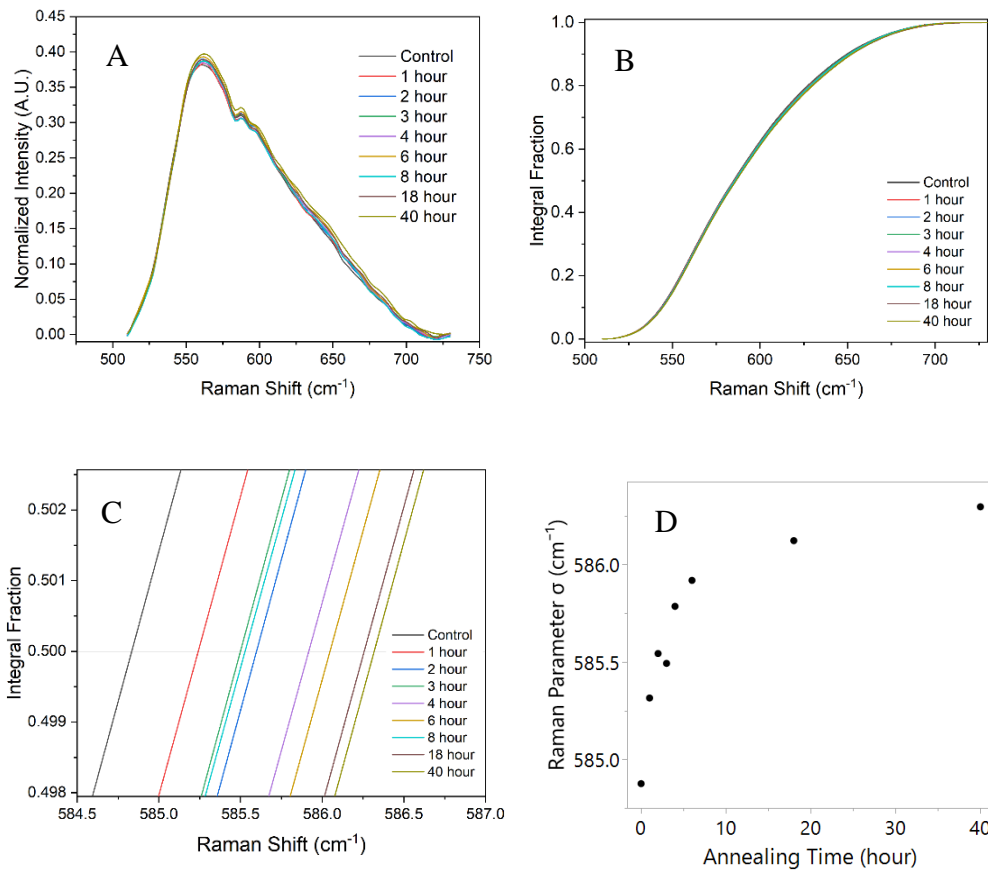 A
Normalized Intensity (A.U.)
0.45
0.40
0.35
0.30
0.25
0.20
0.15
0.10
0.05
0.00
Control
1 hour
2 hour
3 hour
4 hour
6 hour
8 hour
18 hour
40 hour
500 550 600 650 700 750
Raman Shift (cm⁻¹)
B
Integral Fraction
1.0
0.8
0.6
0.4
0.2
0.0
Control
1 hour
2 hour
3 hour
4 hour
6 hour
8 hour
18 hour
40 hour
500 550 600 650 700
Raman Shift (cm⁻¹)
C
Integral Fraction
0.502
0.501
0.500
0.499
0.498
Control
1 hour
2 hour
3 hour
4 hour
6 hour
8 hour
18 hour
40 hour
584.5 585.0 585.5 586.0 586.5 587.0
Raman Shift (cm⁻¹)
D
Raman Parameter σ (cm⁻¹)
586.0
585.5
585.0
0 10 20 30 40
Annealing Time (hour)